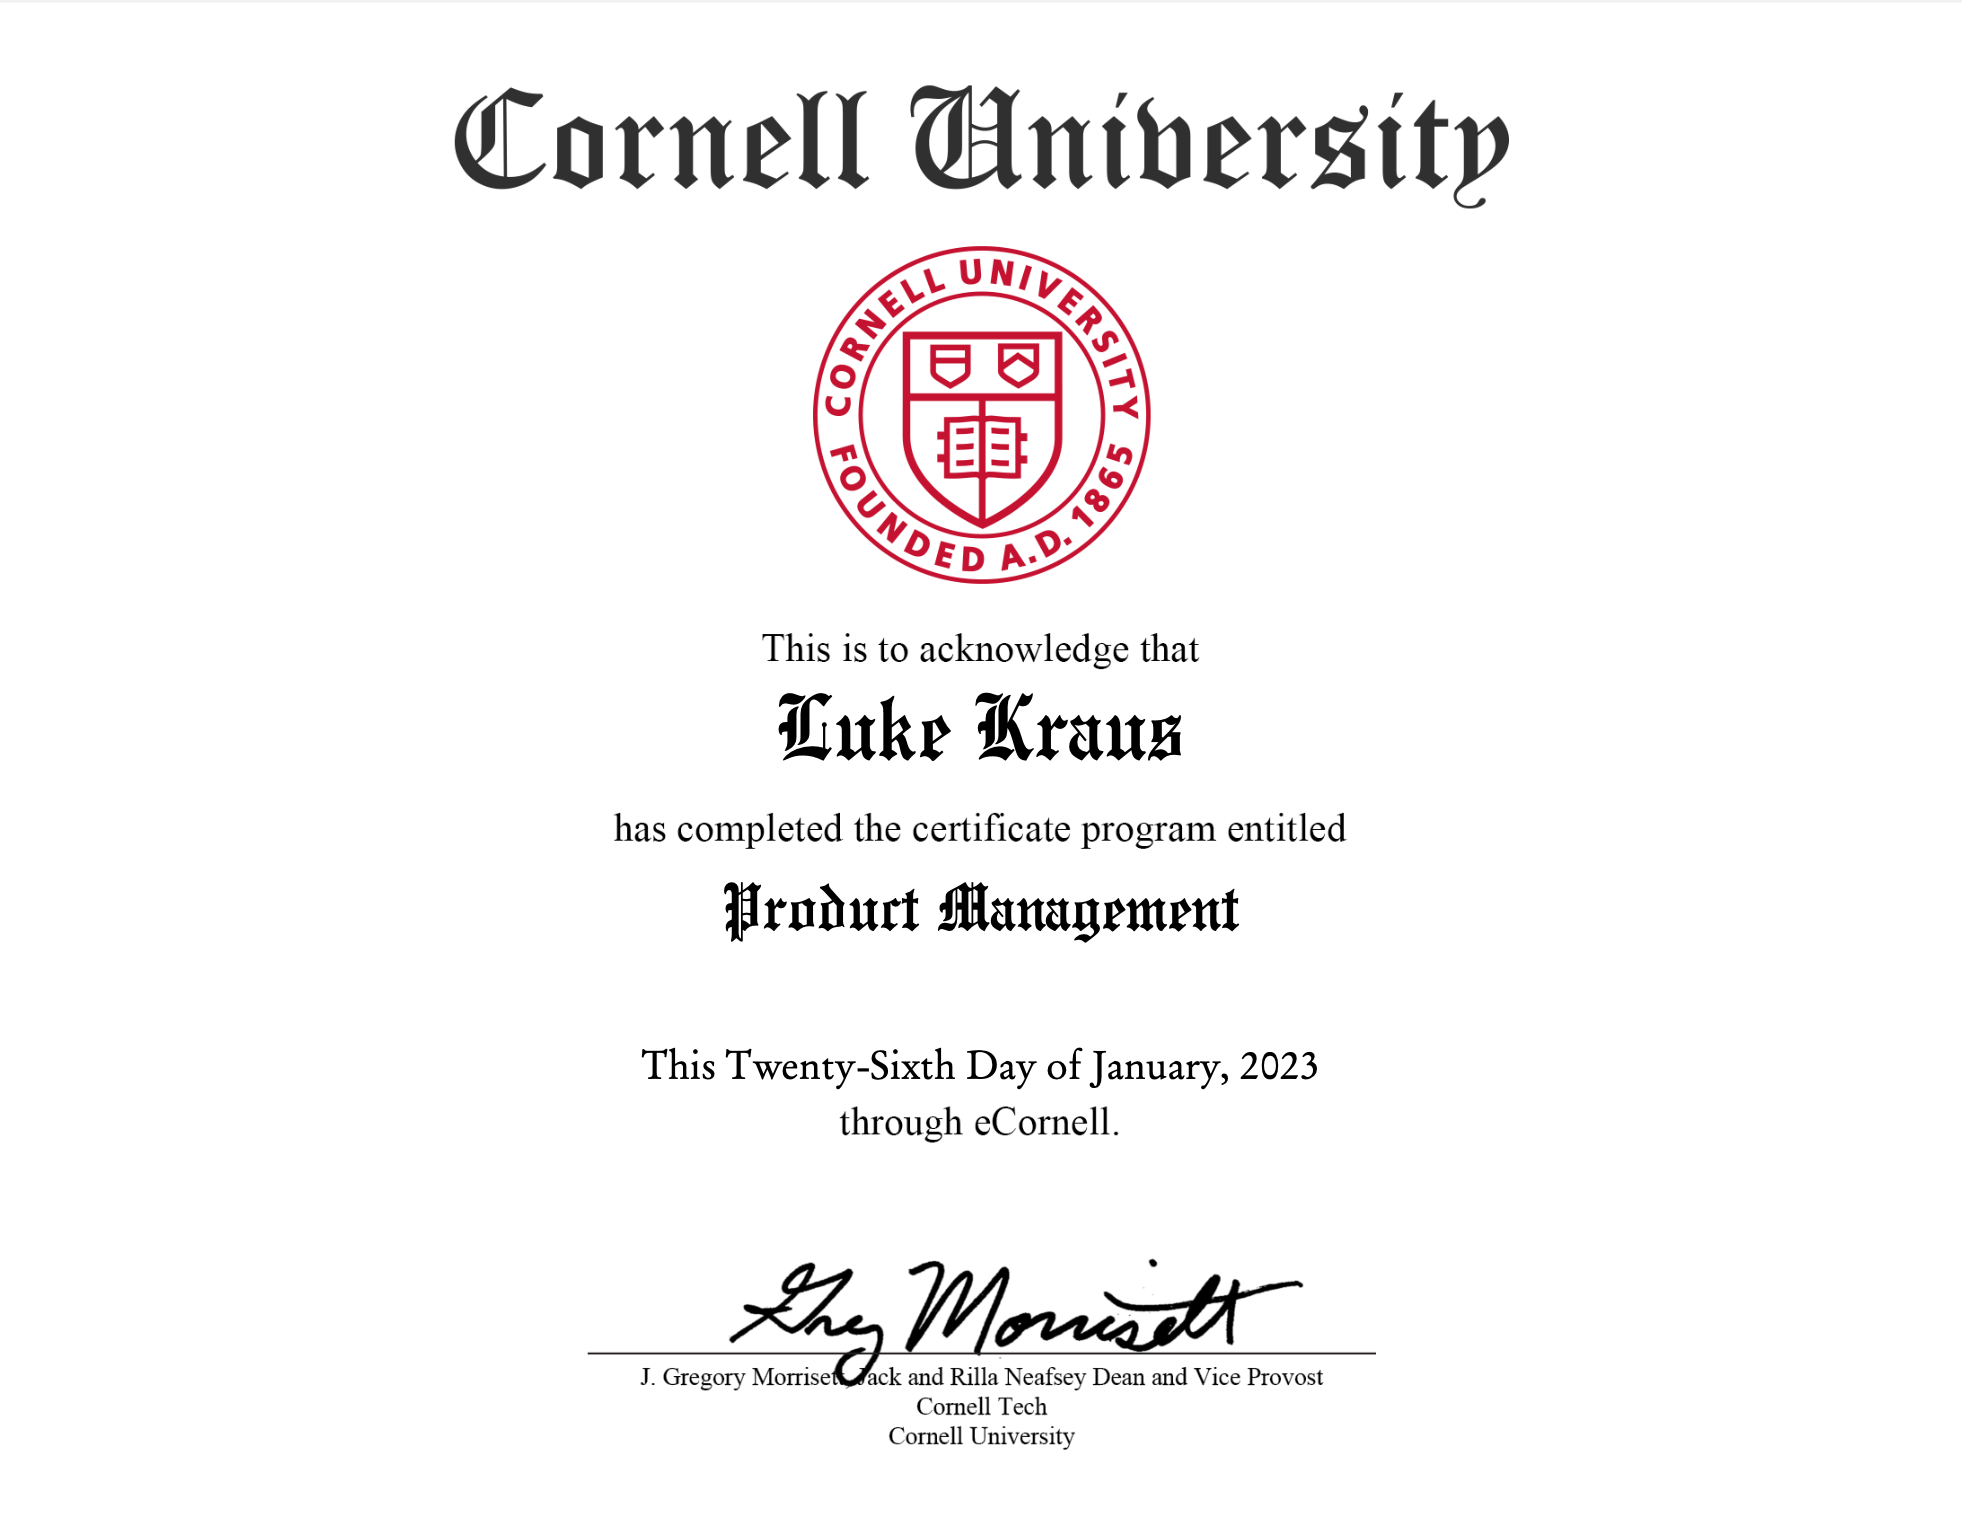 Cornell University
CORNELL UNIVERSITY
FOUNDED A.D. 1865
This is to acknowledge that
Luke Kraus
has completed the certificate program entitled
Product Management
This Twenty-Sixth Day of January, 2023
through eCornell.
Greg Morrisett
J. Gregory Morrisett, Jack and Rilla Neafsey Dean and Vice Provost
Cornell Tech
Cornell University